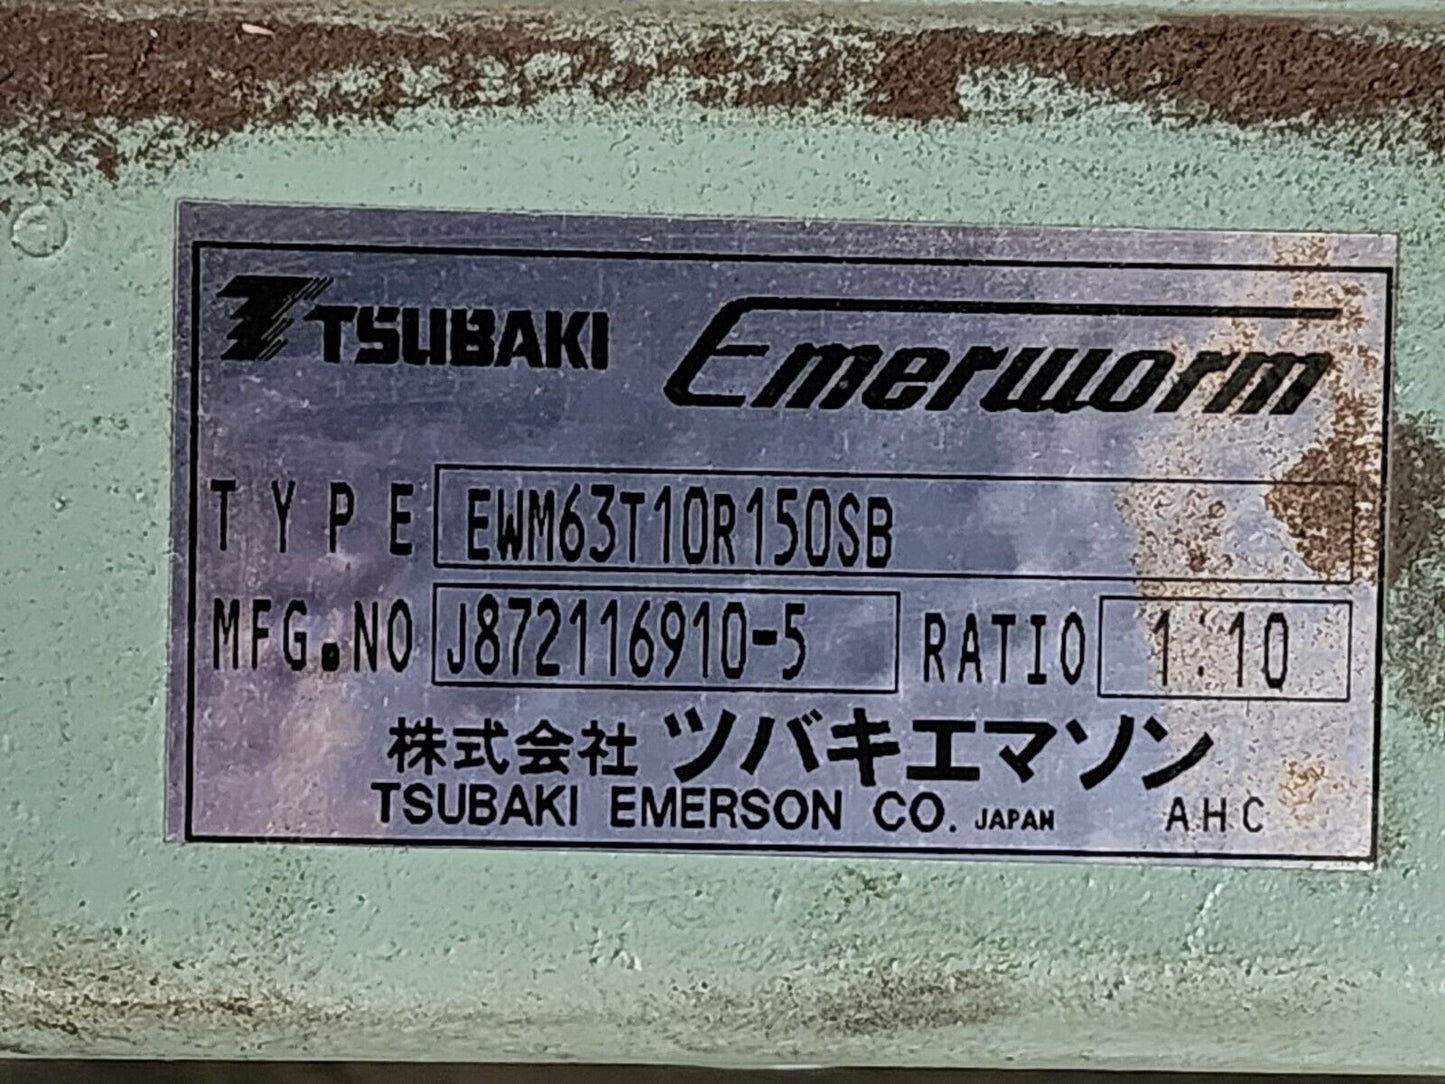 TSUBAKI Emerworm
TYPE EWM63T10R150SB
MFG.NO J872116910-5 RATIO 1:10
株式会社 ツバキエマソン
TSUBAKI EMERSON CO. JAPAN AHC